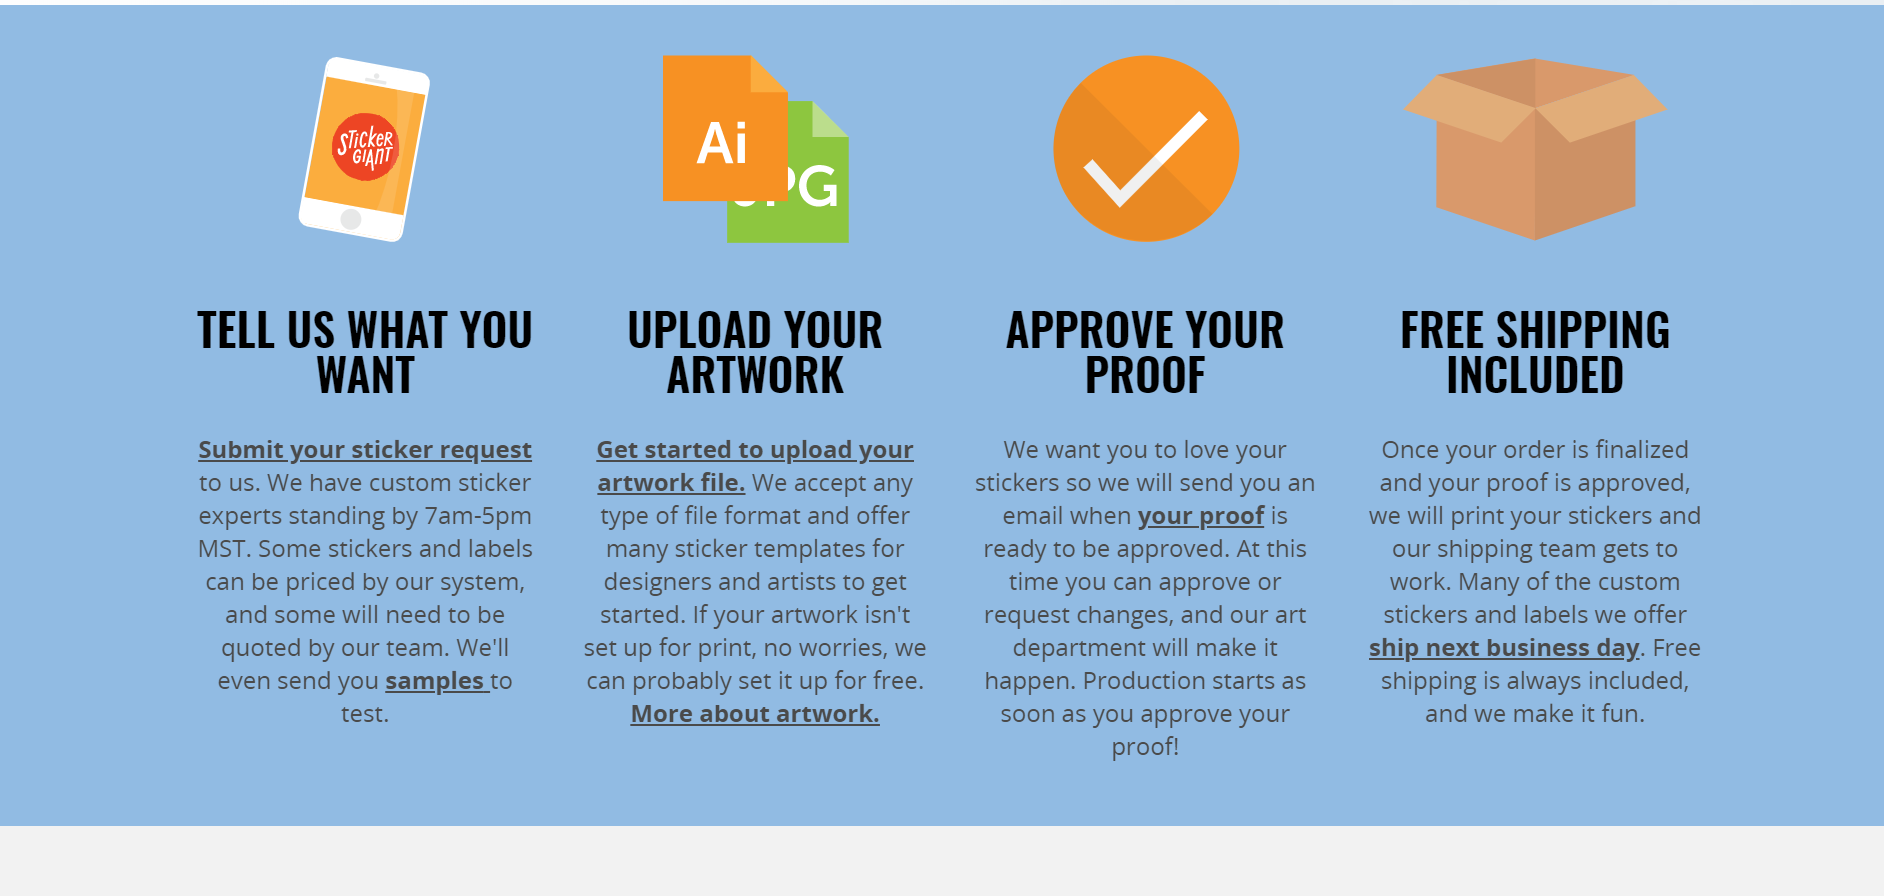 STICKER
GIANT
Ai
JPG
TELL US WHAT YOU
WANT
Submit your sticker request
to us. We have custom sticker
experts standing by 7am-5pm
MST. Some stickers and labels
can be priced by our system,
and some will need to be
quoted by our team. We'll
even send you samples to
test.
UPLOAD YOUR
ARTWORK
Get started to upload your
artwork file. We accept any
type of file format and offer
many sticker templates for
designers and artists to get
started. If your artwork isn't
set up for print, no worries, we
can probably set it up for free.
More about artwork.
APPROVE YOUR
PROOF
We want you to love your
stickers so we will send you an
email when your proof is
ready to be approved. At this
time you can approve or
request changes, and our art
department will make it
happen. Production starts as
soon as you approve your
proof!
FREE SHIPPING
INCLUDED
Once your order is finalized
and your proof is approved,
we will print your stickers and
our shipping team gets to
work. Many of the custom
stickers and labels we offer
ship next business day. Free
shipping is always included,
and we make it fun.